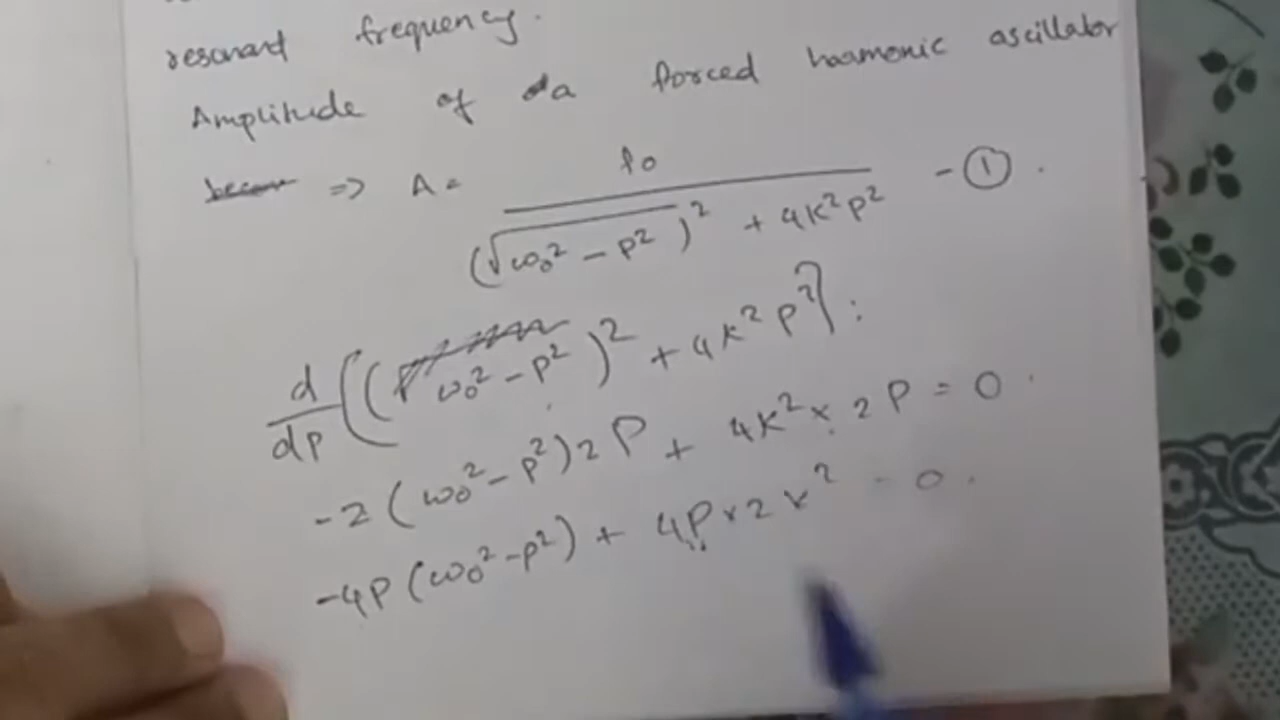 resonant frequency.
Amplitude of a forced harmonic oscillator
=> A = f0 / (√ω0² - p²)² + 4k²p² - ①.
d/dp ((ω0² - p²)² + 4k²p²) :
-2(ω0² - p²)2P + 4k² × 2P = 0.
-4P(ω0² - p²) + 4P × 2k² = 0.